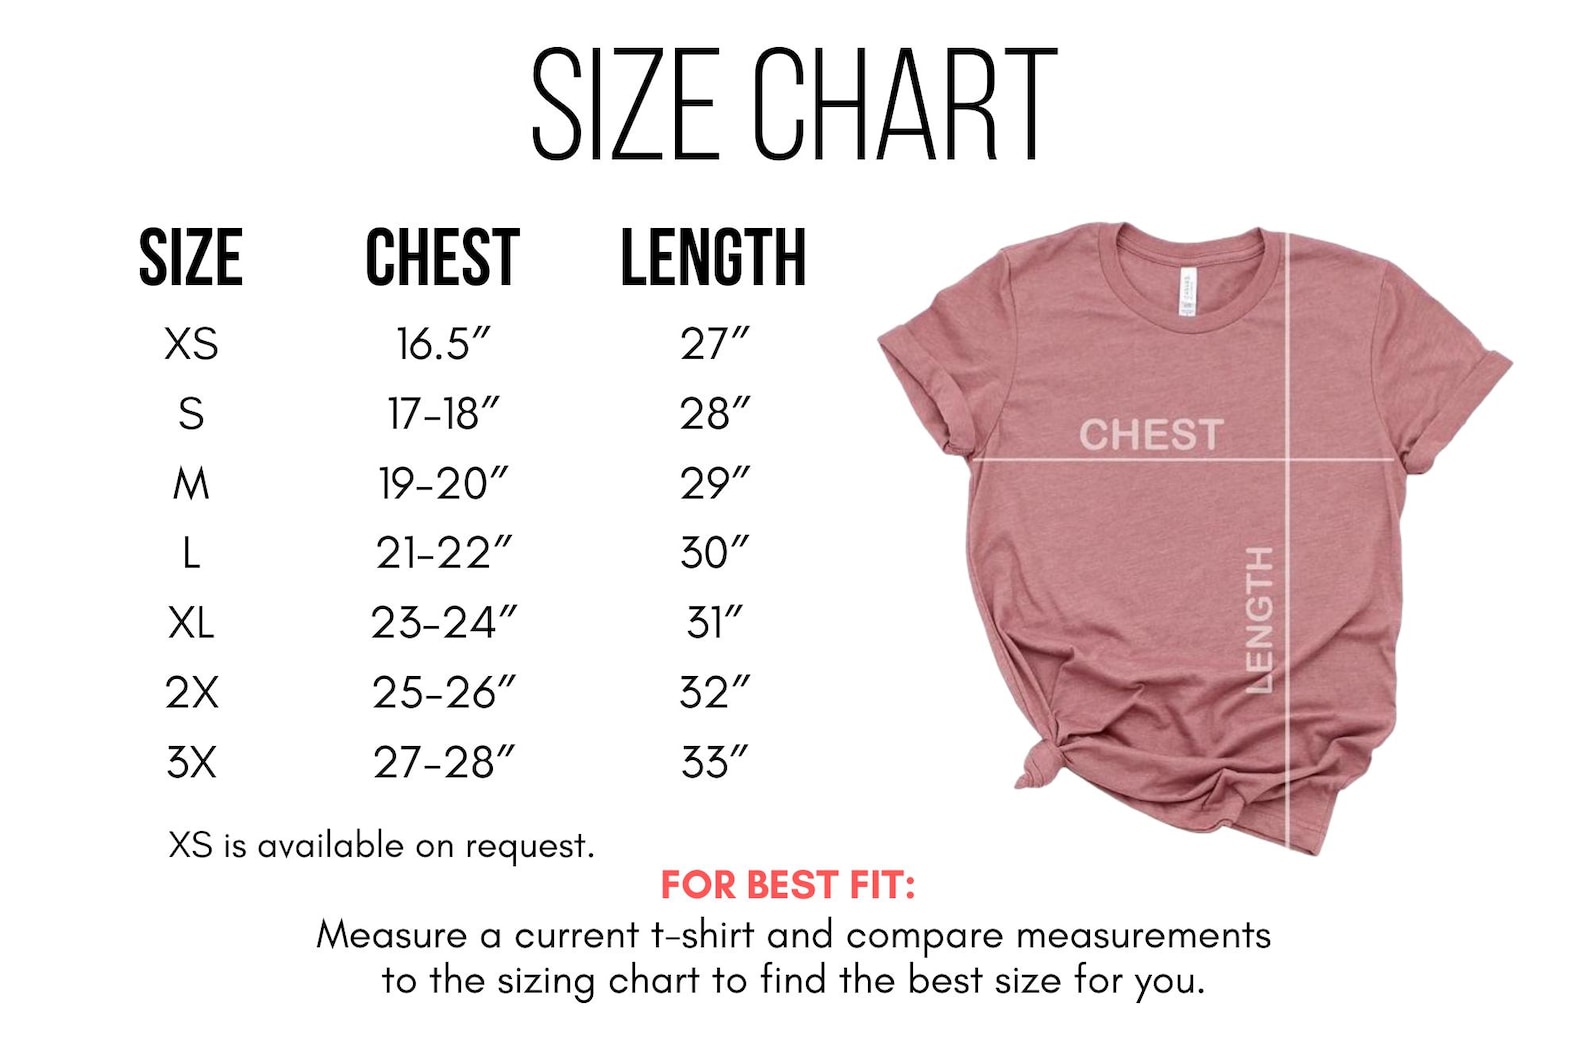 SIZE CHART
SIZE CHEST LENGTH
XS 16.5″ 27″
S 17-18″ 28″
M 19-20″ 29″
L 21-22″ 30″
XL 23-24″ 31″
2X 25-26″ 32″
3X 27-28″ 33″
XS is available on request.
CHEST
LENGTH
FOR BEST FIT:
Measure a current t-shirt and compare measurements
to the sizing chart to find the best size for you.